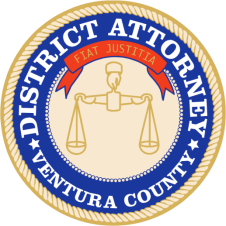 DISTRICT ATTORNEY
FIAT JUSTITIA
VENTURA COUNTY